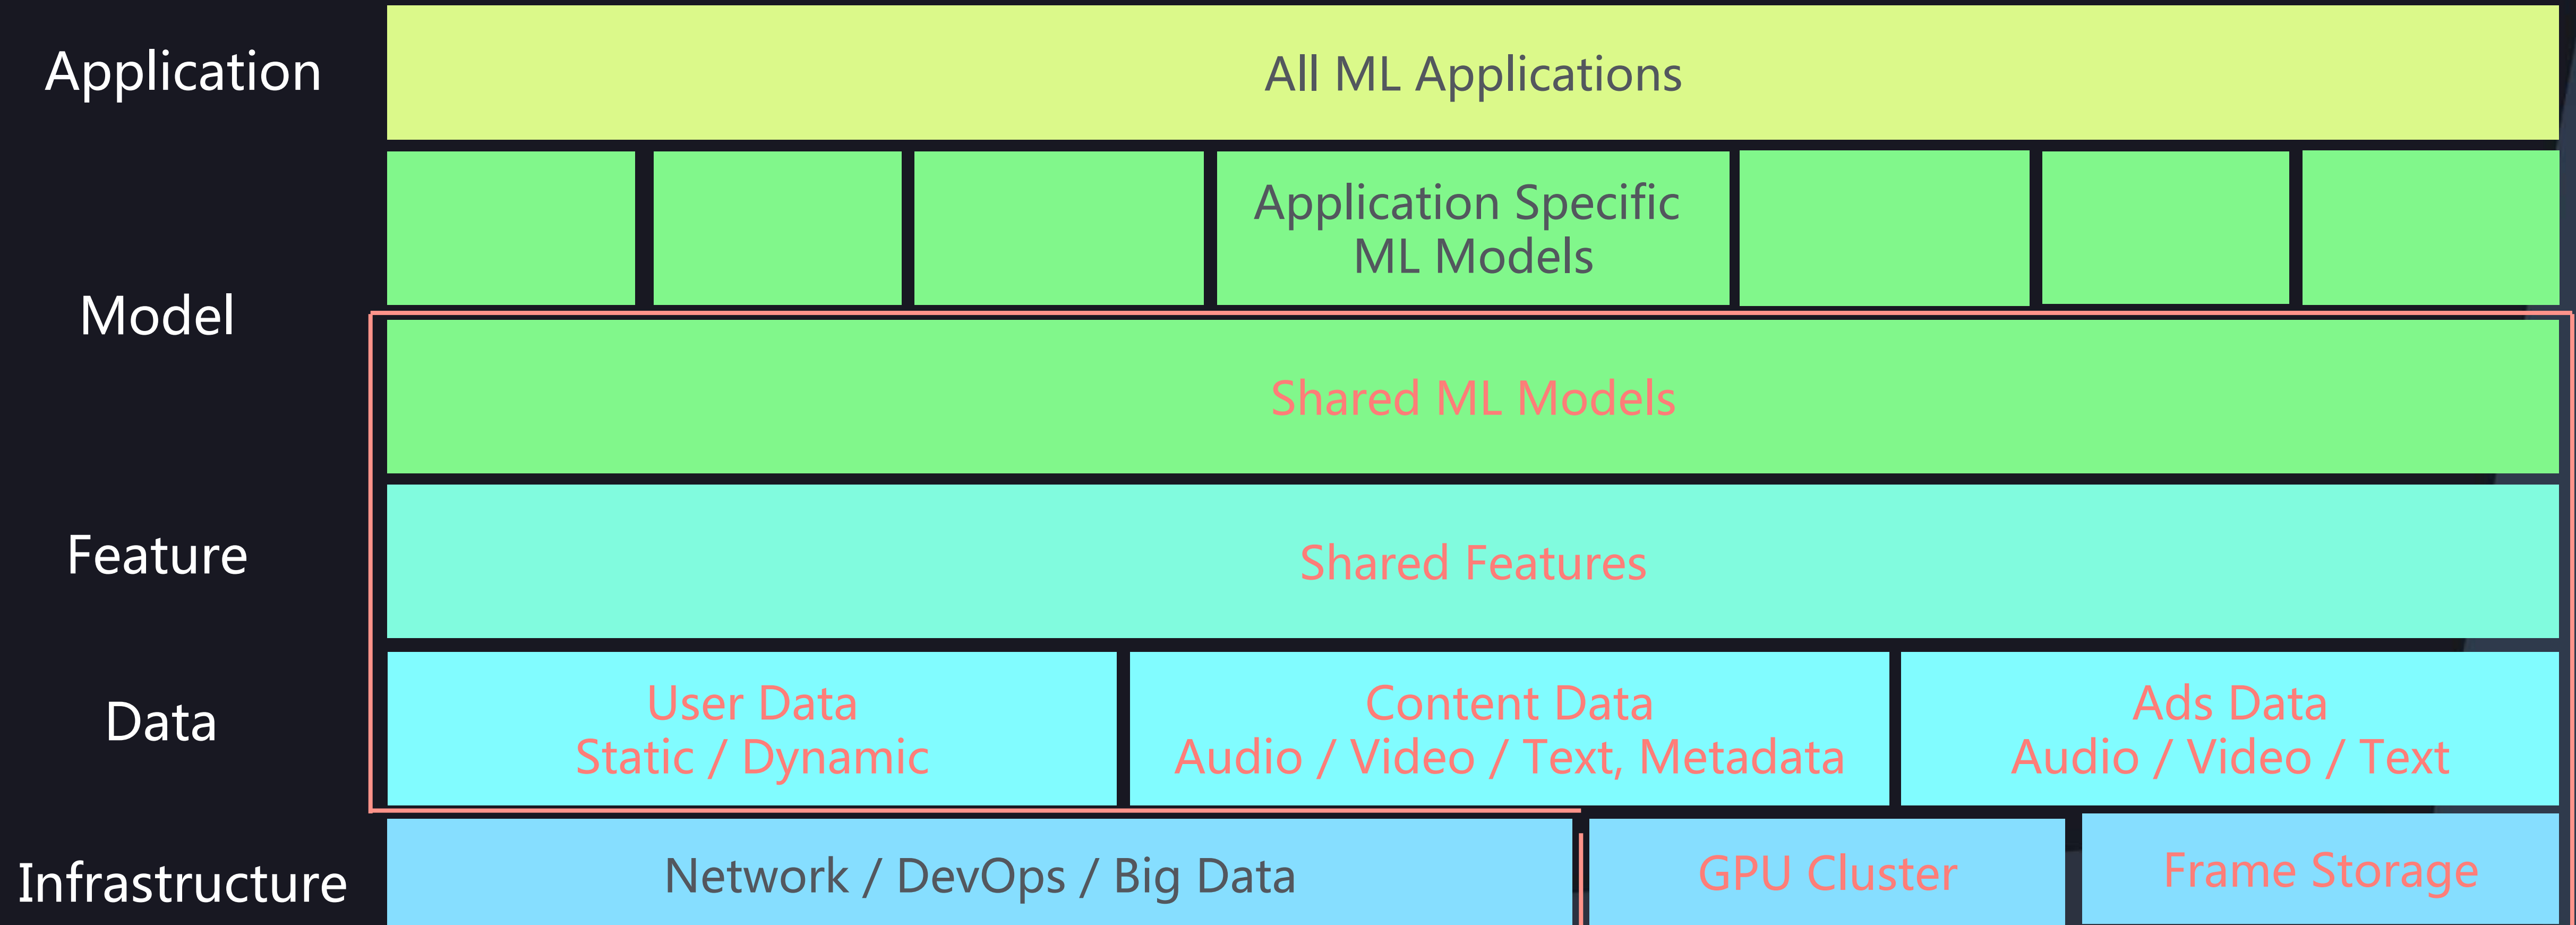 Application
All ML Applications
Application Specific
ML Models
Model
Shared ML Models
Feature
Shared Features
Data
User Data
Static / Dynamic
Content Data
Audio / Video / Text, Metadata
Ads Data
Audio / Video / Text
Infrastructure
Network / DevOps / Big Data
GPU Cluster
Frame Storage